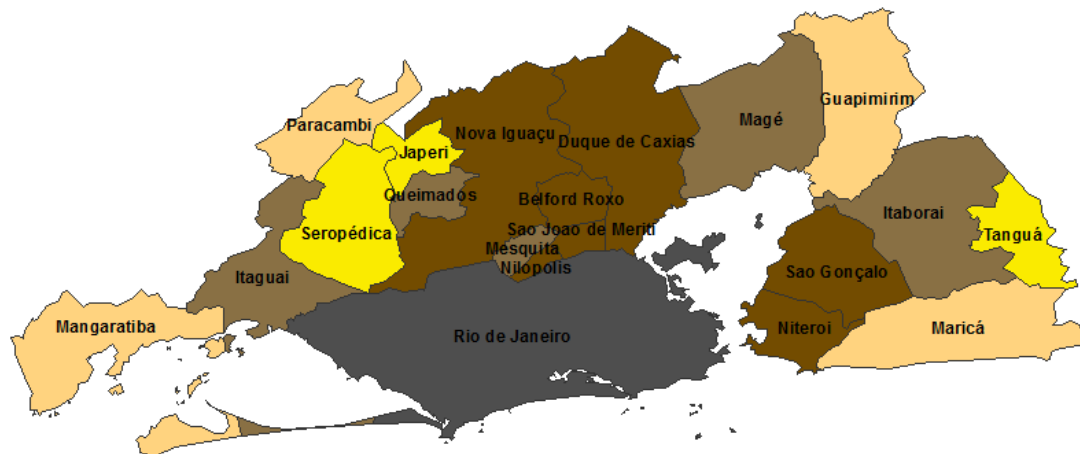 Guapimirim
Magé
Paracambi
Nova Iguaçu
Duque de Caxias
Japeri
Queimados
Belford Roxo
Itaborai
Seropédica
Sao Joao de Meriti
Tanguá
Mesquita
Nilopolis
Sao Gonçalo
Itaguai
Mangaratiba
Rio de Janeiro
Niteroi
Maricá